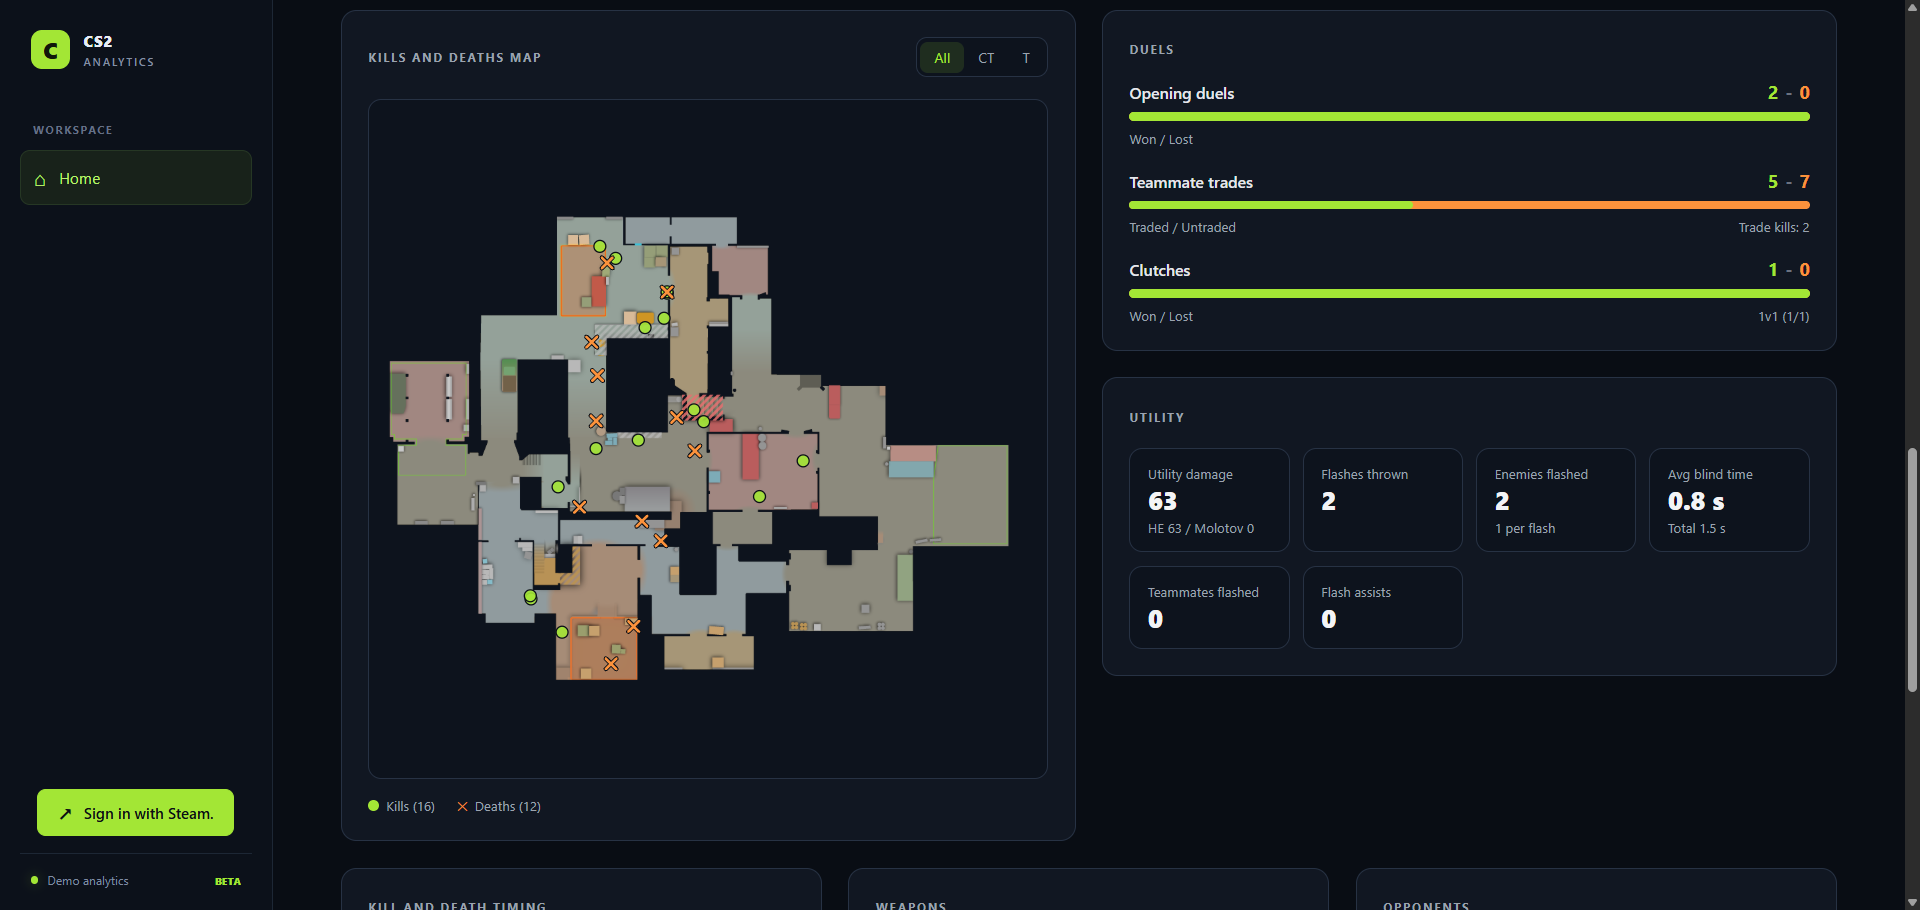 C
CS2
ANALYTICS
WORKSPACE
Home
Sign in with Steam.
Demo analytics
BETA
KILLS AND DEATHS MAP
All
CT
T
Kills (16)
Deaths (12)
DUELS
Opening duels
2 - 0
Won / Lost
Teammate trades
5 - 7
Traded / Untraded
Trade kills: 2
Clutches
1 - 0
Won / Lost
1v1 (1/1)
UTILITY
Utility damage
63
HE 63 / Molotov 0
Flashes thrown
2
Enemies flashed
2
1 per flash
Avg blind time
0.8 s
Total 1.5 s
Teammates flashed
0
Flash assists
0
KILL AND DEATH TIMING
WEAPONS
OPPONENTS